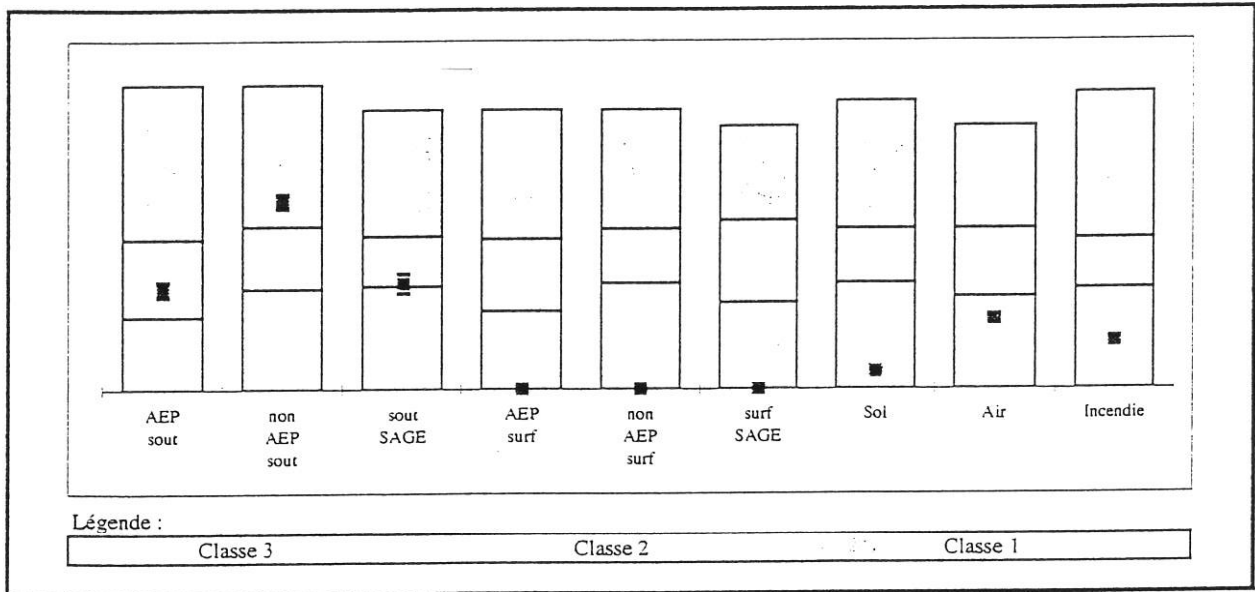 AEP non sout AEP non surf Sol Air Incendie
sout AEP SAGE surf AEP SAGE
sout surf
Légende :
Classe 3 Classe 2 Classe 1